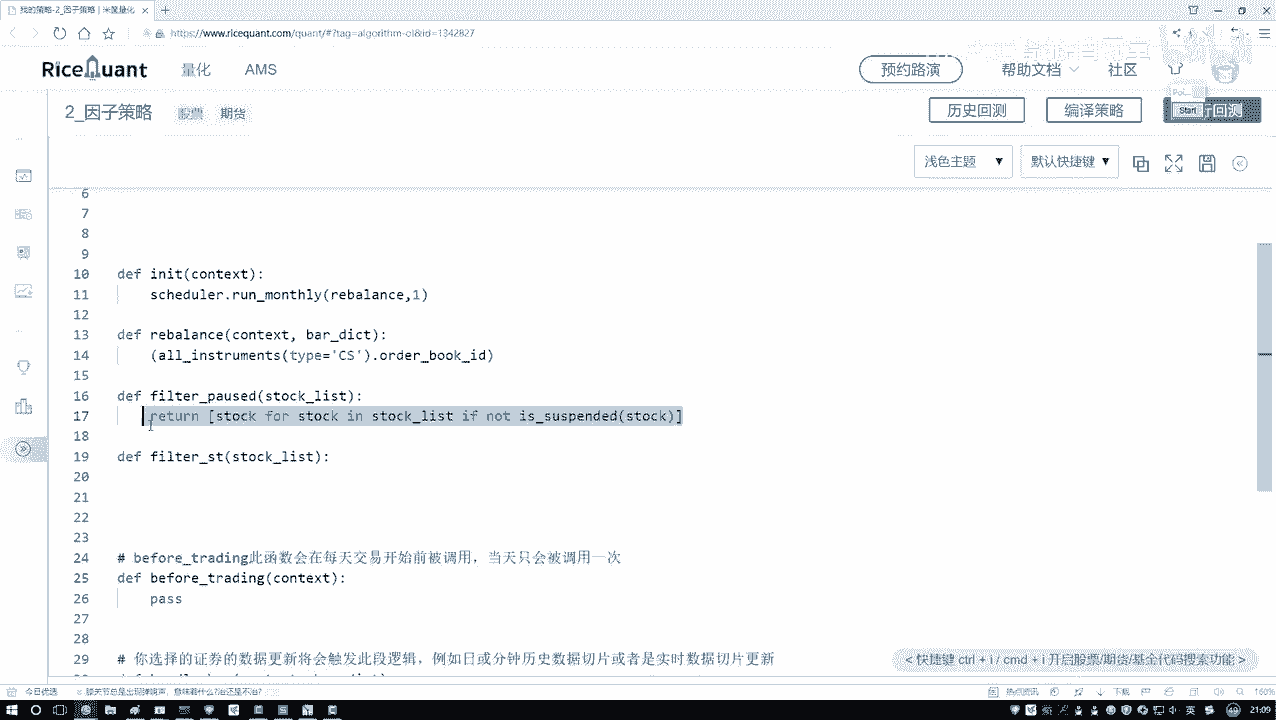 我的策略-2_因子策略 | 米筐量化
https://www.ricequant.com/quant/#?tag=algorithm-ol&id=1342827
RiceQuant
量化
AMS
预约路演
帮助文档
社区
2_因子策略
股票
期货
历史回测
编译策略
Start
回测
浅色主题
默认快捷键
6
7
8
9
10 def init(context):
11 scheduler.run_monthly(rebalance,1)
12
13 def rebalance(context, bar_dict):
14 (all_instruments(type='CS').order_book_id)
15
16 def filter_paused(stock_list):
17 return [stock for stock in stock_list if not is_suspended(stock)]
18
19 def filter_st(stock_list):
20
21
22
23
24 # before_trading此函数会在每天交易开始前被调用，当天只会被调用一次
25 def before_trading(context):
26 pass
27
28
29 # 你选择的证券的数据更新将会触发此段逻辑，例如日或分钟历史数据切片或者是实时数据切片更新
< 快捷键 ctrl + i / cmd + i 开启股票/期货/基金代码搜索功能 >
今日优选
热点资讯
下载
160%
英
21:09